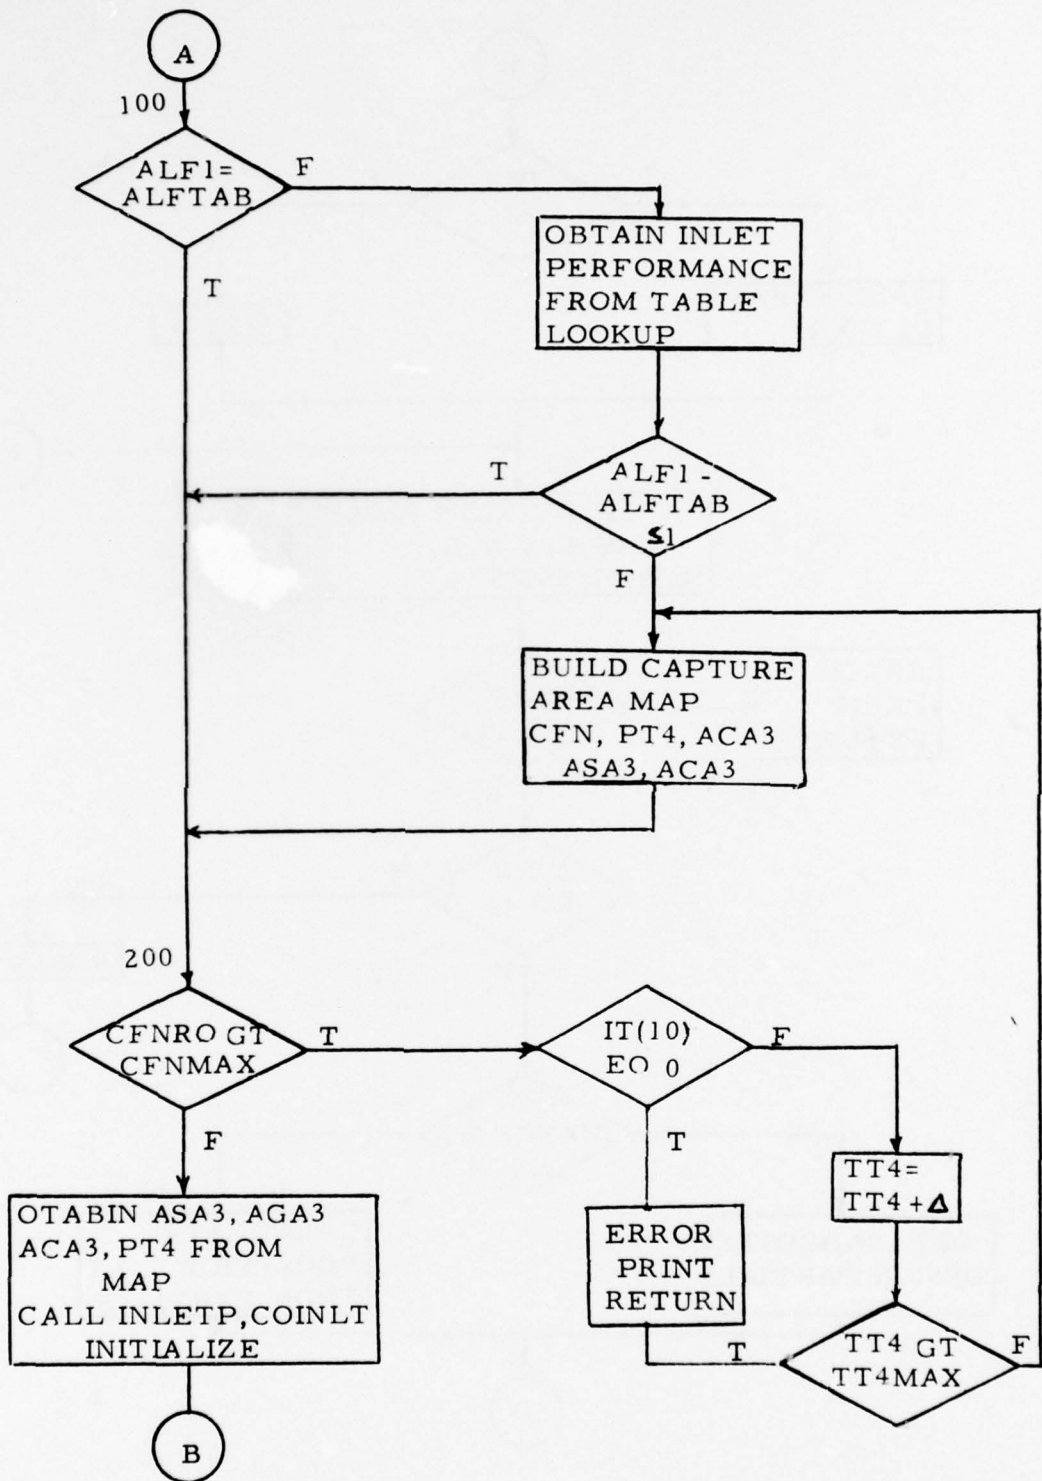 A
100
ALF1=
ALFTAB
F
T
OBTAIN INLET
PERFORMANCE
FROM TABLE
LOOKUP
ALF1 -
ALFTAB
≤1
T
F
BUILD CAPTURE
AREA MAP
CFN, PT4, ACA3
ASA3, ACA3
200
CFNRO GT
CFNMAX
T
F
IT(10)
EQ 0
F
T
TT4=
TT4+Δ
ERROR
PRINT
RETURN
TT4 GT
TT4MAX
T
F
OTABIN ASA3, AGA3
ACA3, PT4 FROM
MAP
CALL INLETP,COINLT
INITIALIZE
B